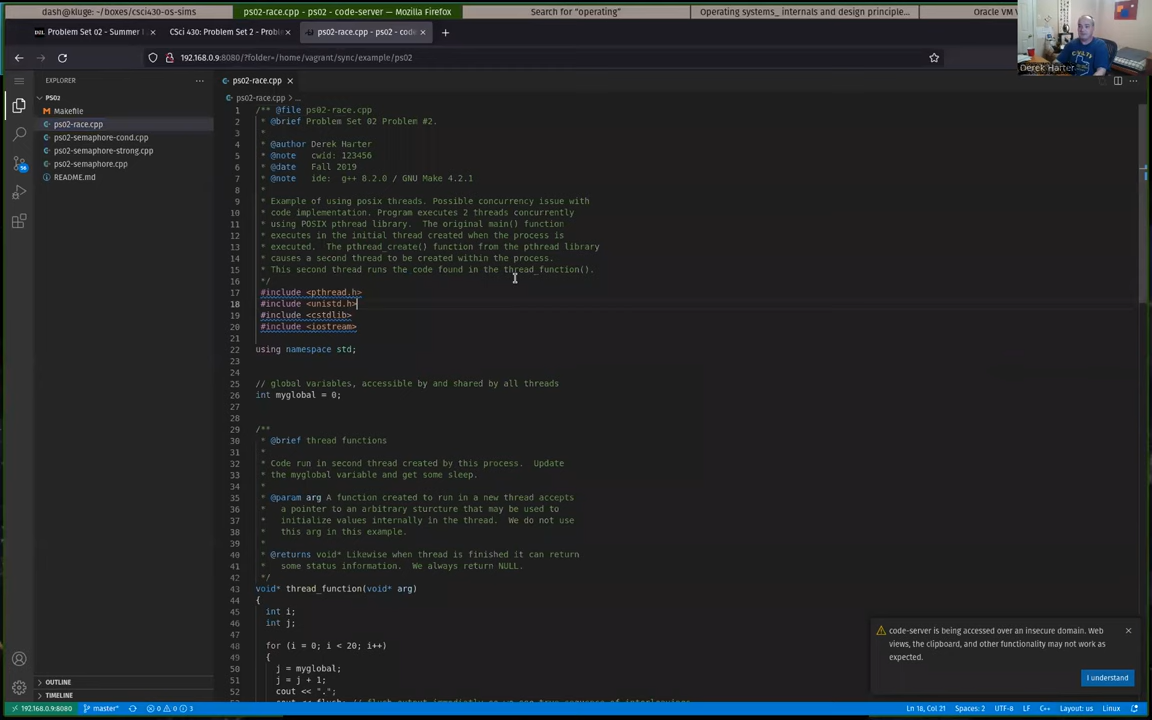 dash@kluge: ~/boxes/csci430-os-sims
ps02-race.cpp - ps02 - code-server — Mozilla Firefox
Search for “operating”
Operating systems_ internals and design principle...
Oracle VM V
Problem Set 02 - Summer
CSci 430: Problem Set 2 - Proble
ps02-race.cpp - ps02 - code
192.168.0.9:8080/?folder=/home/vagrant/sync/example/ps02
Derek Harter
EXPLORER
PS02
Makefile
ps02-race.cpp
ps02-semaphore-cond.cpp
ps02-semaphore-strong.cpp
ps02-semaphore.cpp
README.md
OUTLINE
TIMELINE
56
ps02-race.cpp
ps02-race.cpp > ...
1 /** @file ps02-race.cpp
2 * @brief Problem Set 02 Problem #2.
3 *
4 * @author Derek Harter
5 * @note cwid: 123456
6 * @date Fall 2019
7 * @note ide: g++ 8.2.0 / GNU Make 4.2.1
8 *
9 * Example of using posix threads. Possible concurrency issue with
10 * code implementation. Program executes 2 threads concurrently
11 * using POSIX pthread library. The original main() function
12 * executes in the initial thread created when the process is
13 * executed. The pthread_create() function from the pthread library
14 * causes a second thread to be created within the process.
15 * This second thread runs the code found in the thread_function().
16 */
17 #include <pthread.h>
18 #include <unistd.h>
19 #include <cstdlib>
20 #include <iostream>
21
22 using namespace std;
23
24
25 // global variables, accessible by and shared by all threads
26 int myglobal = 0;
27
28
29 /**
30 * @brief thread functions
31 *
32 * Code run in second thread created by this process. Update
33 * the myglobal variable and get some sleep.
34 *
35 * @param arg A function created to run in a new thread accepts
36 * a pointer to an arbitrary sturcture that may be used to
37 * initialize values internally in the thread. We do not use
38 * this arg in this example.
39 *
40 * @returns void* Likewise when thread is finished it can return
41 * some status information. We always return NULL.
42 */
43 void* thread_function(void* arg)
44 {
45 int i;
46 int j;
47
48 for (i = 0; i < 20; i++)
49 {
50 j = myglobal;
51 j = j + 1;
52 cout << ".";
code-server is being accessed over an insecure domain. Web
views, the clipboard, and other functionality may not work as
expected.
I understand
192.168.0.9:8080
master*
0 0 3
Ln 18, Col 21
Spaces: 2
UTF-8
LF
C++
Layout: us
Linux